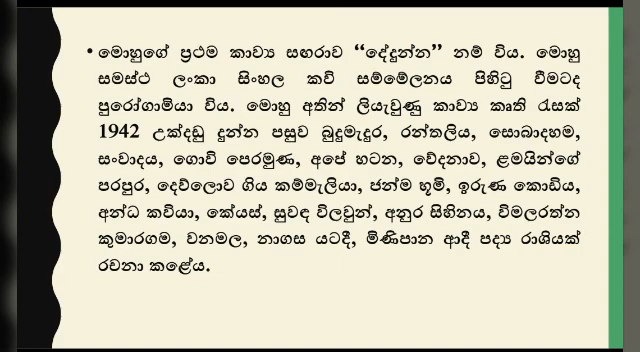 • මොහුගේ ප්‍රථම කාව්‍ය සඟරාව “දේදුන්න” නම් විය. මොහු
සමස්ථ ලංකා සිංහල කවි සම්මේලනය පිහිටු වීමටද
පුරෝගාමියා විය. මොහු අතින් ලියැවුණු කාව්‍ය කෘති රැසක්
1942 උක්දඩු දුන්න පසුව බුදුමැදුර, රන්තලිය, සොබාදහම,
සංවාදය, ගොවි පෙරමුණ, අපේ හටන, වේදනාව, ළමයින්ගේ
පරපුර, දෙව්ලොව ගිය කම්මැලියා, ජන්ම භූමි, ඉරුණ කොඩිය,
අන්ධ කවියා, කේයස්, සුවඳ විලවුන්, අනුර සිහිනය, විමලරත්න
කුමාරගම, වනමල, නාගස යටදී, මිණිපාන ආදී පද්‍ය රාශියක්
රචනා කළේය.